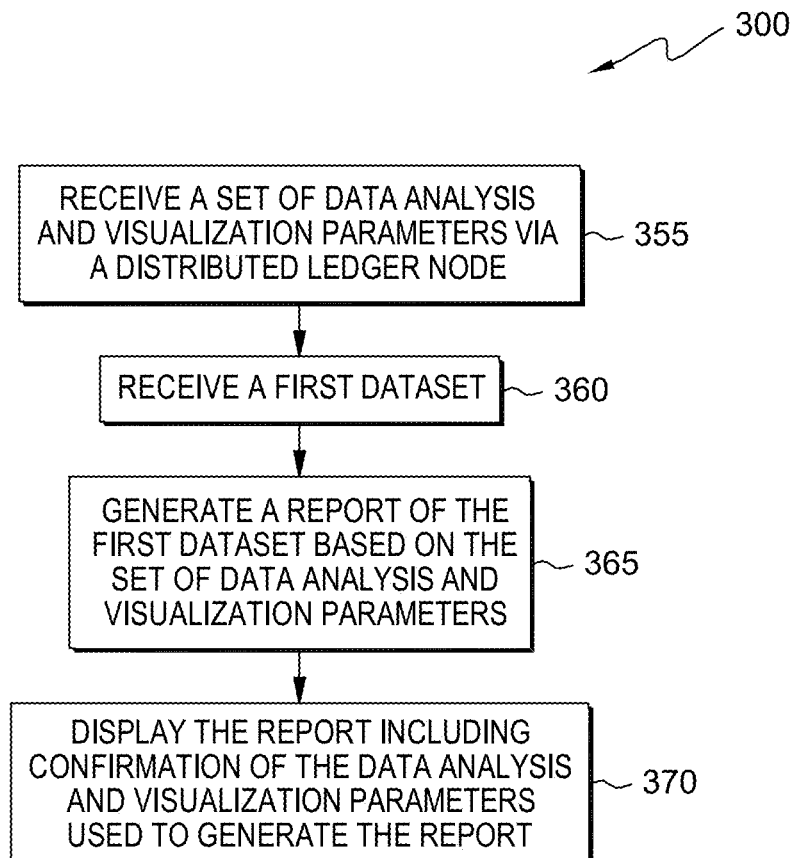 300
RECEIVE A SET OF DATA ANALYSIS
AND VISUALIZATION PARAMETERS VIA
A DISTRIBUTED LEDGER NODE
355
RECEIVE A FIRST DATASET
360
GENERATE A REPORT OF THE
FIRST DATASET BASED ON THE
SET OF DATA ANALYSIS AND
VISUALIZATION PARAMETERS
365
DISPLAY THE REPORT INCLUDING
CONFIRMATION OF THE DATA ANALYSIS
AND VISUALIZATION PARAMETERS
USED TO GENERATE THE REPORT
370